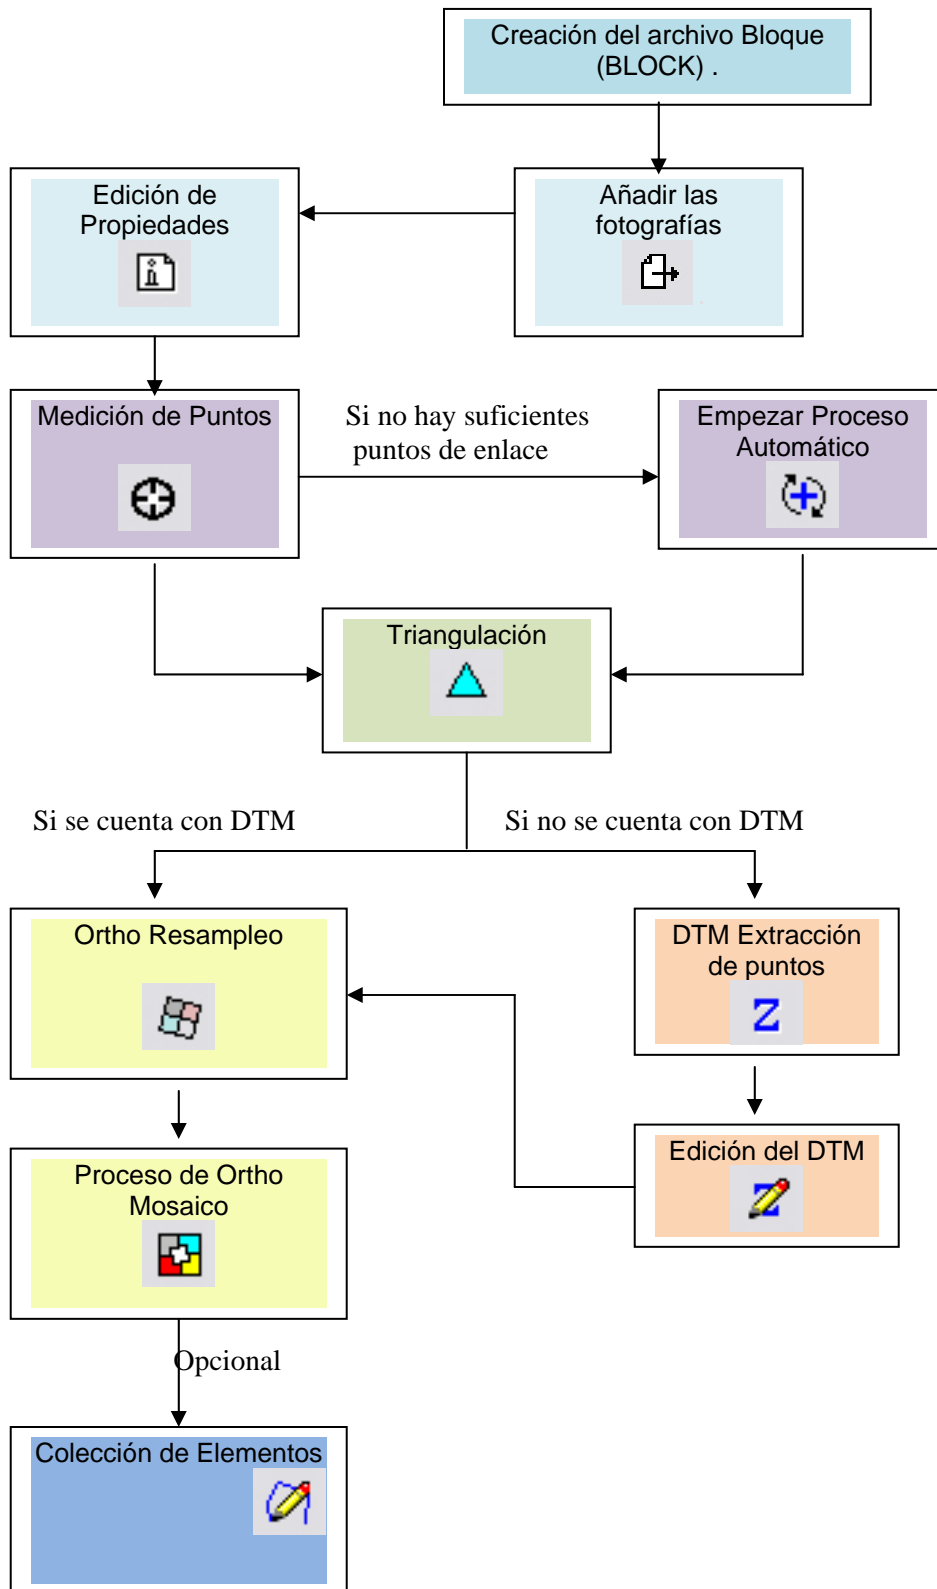 Creación del archivo Bloque
(BLOCK) .
Edición de
Propiedades
Añadir las
fotografías
Medición de Puntos
Si no hay suficientes
puntos de enlace
Empezar Proceso
Automático
Triangulación
Si se cuenta con DTM
Si no se cuenta con DTM
Ortho Resampleo
DTM Extracción
de puntos
Z
Edición del DTM
Z
Proceso de Ortho
Mosaico
Opcional
Colección de Elementos